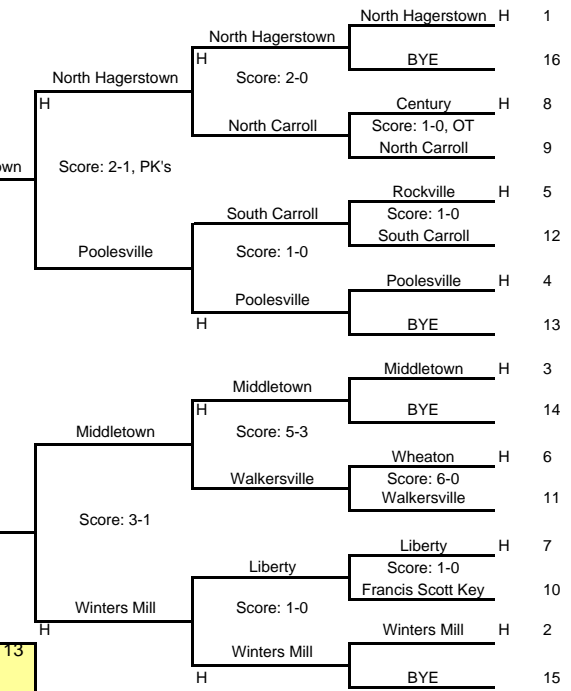 North Hagerstown H 1
North Hagerstown
H BYE 16
North Hagerstown Score: 2-0
H Century H 8
North Carroll Score: 1-0, OT
North Carroll 9
own Score: 2-1, PK's
Rockville H 5
South Carroll Score: 1-0
South Carroll 12
Poolesville Score: 1-0
Poolesville H 4
Poolesville
H BYE 13
Middletown H 3
Middletown
H BYE 14
Middletown Score: 5-3
Wheaton H 6
Walkersville Score: 6-0
Walkersville 11
Score: 3-1
Liberty H 7
Liberty Score: 1-0
Francis Scott Key 10
Winters Mill Score: 1-0
H Winters Mill H 2
13 Winters Mill
H BYE 15